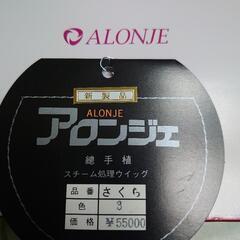 ALONJE
新製品
ALONJE
アロンジェ
總手植
スチーム処理ウイッグ
品番 さくら
色 3
価格 ¥55000